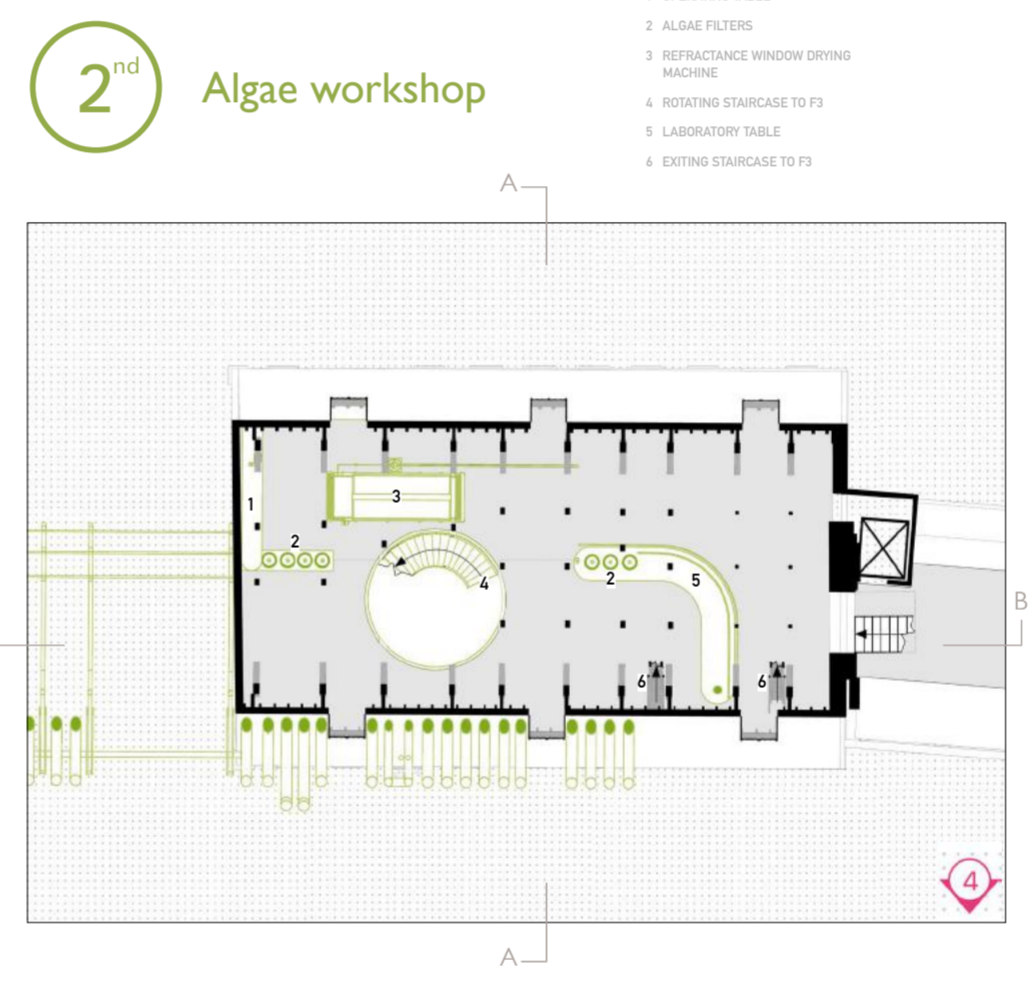 2nd
Algae workshop
2 ALGAE FILTERS
3 REFRACTANCE WINDOW DRYING
MACHINE
4 ROTATING STAIRCASE TO F3
5 LABORATORY TABLE
6 EXITING STAIRCASE TO F3
A
3
1
2
4
2
5
B
6
6
4
A